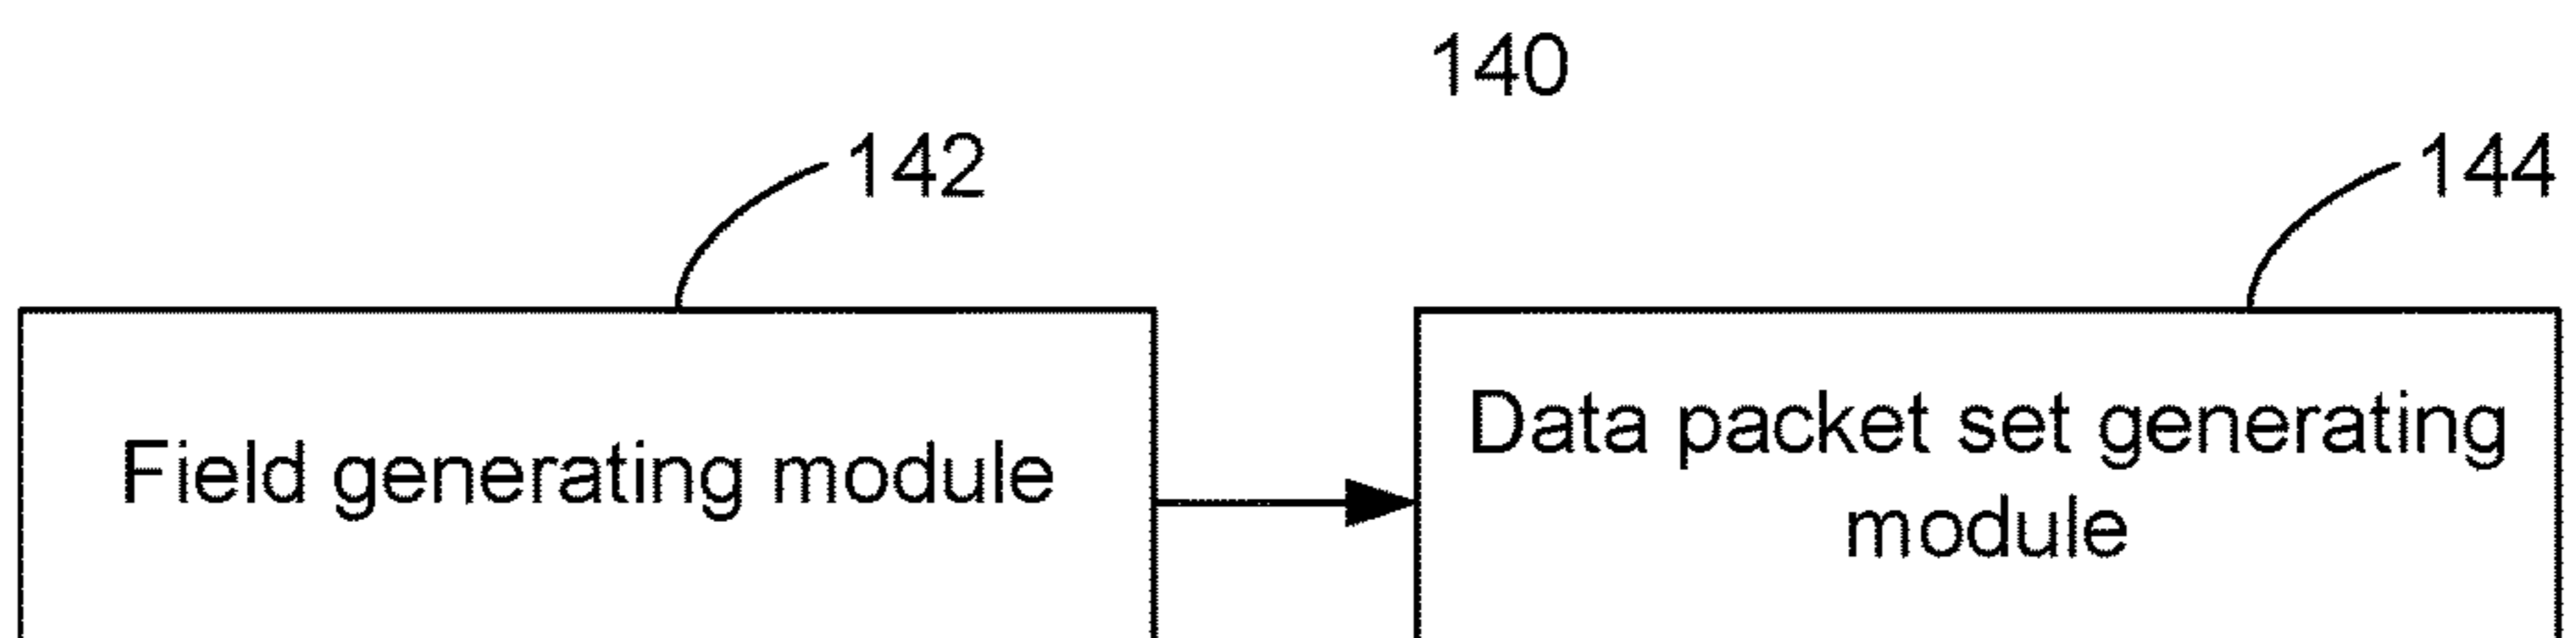 140
142
144
Field generating module
Data packet set generating
module